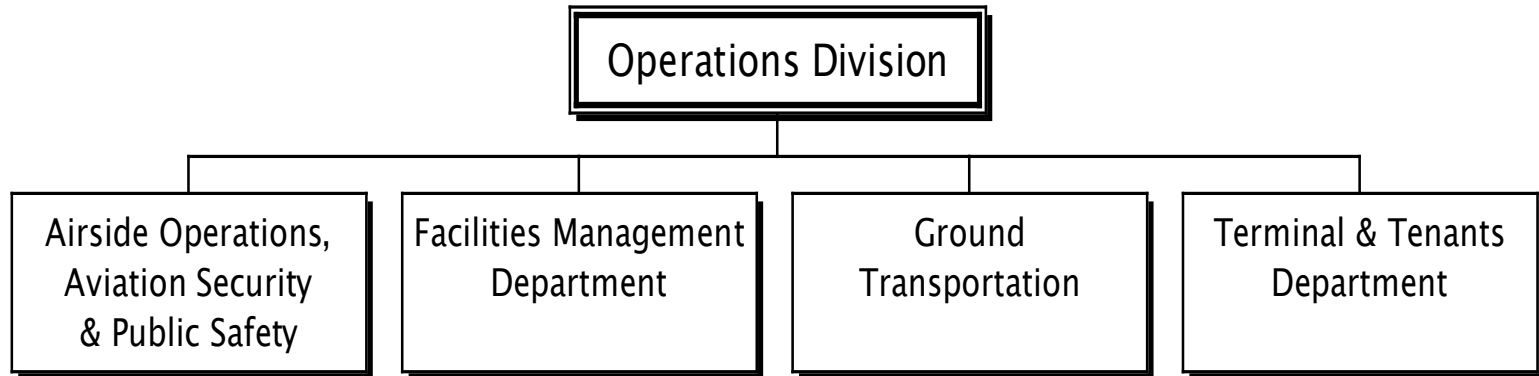 Operations Division
Airside Operations,
Aviation Security
& Public Safety
Facilities Management
Department
Ground
Transportation
Terminal & Tenants
Department